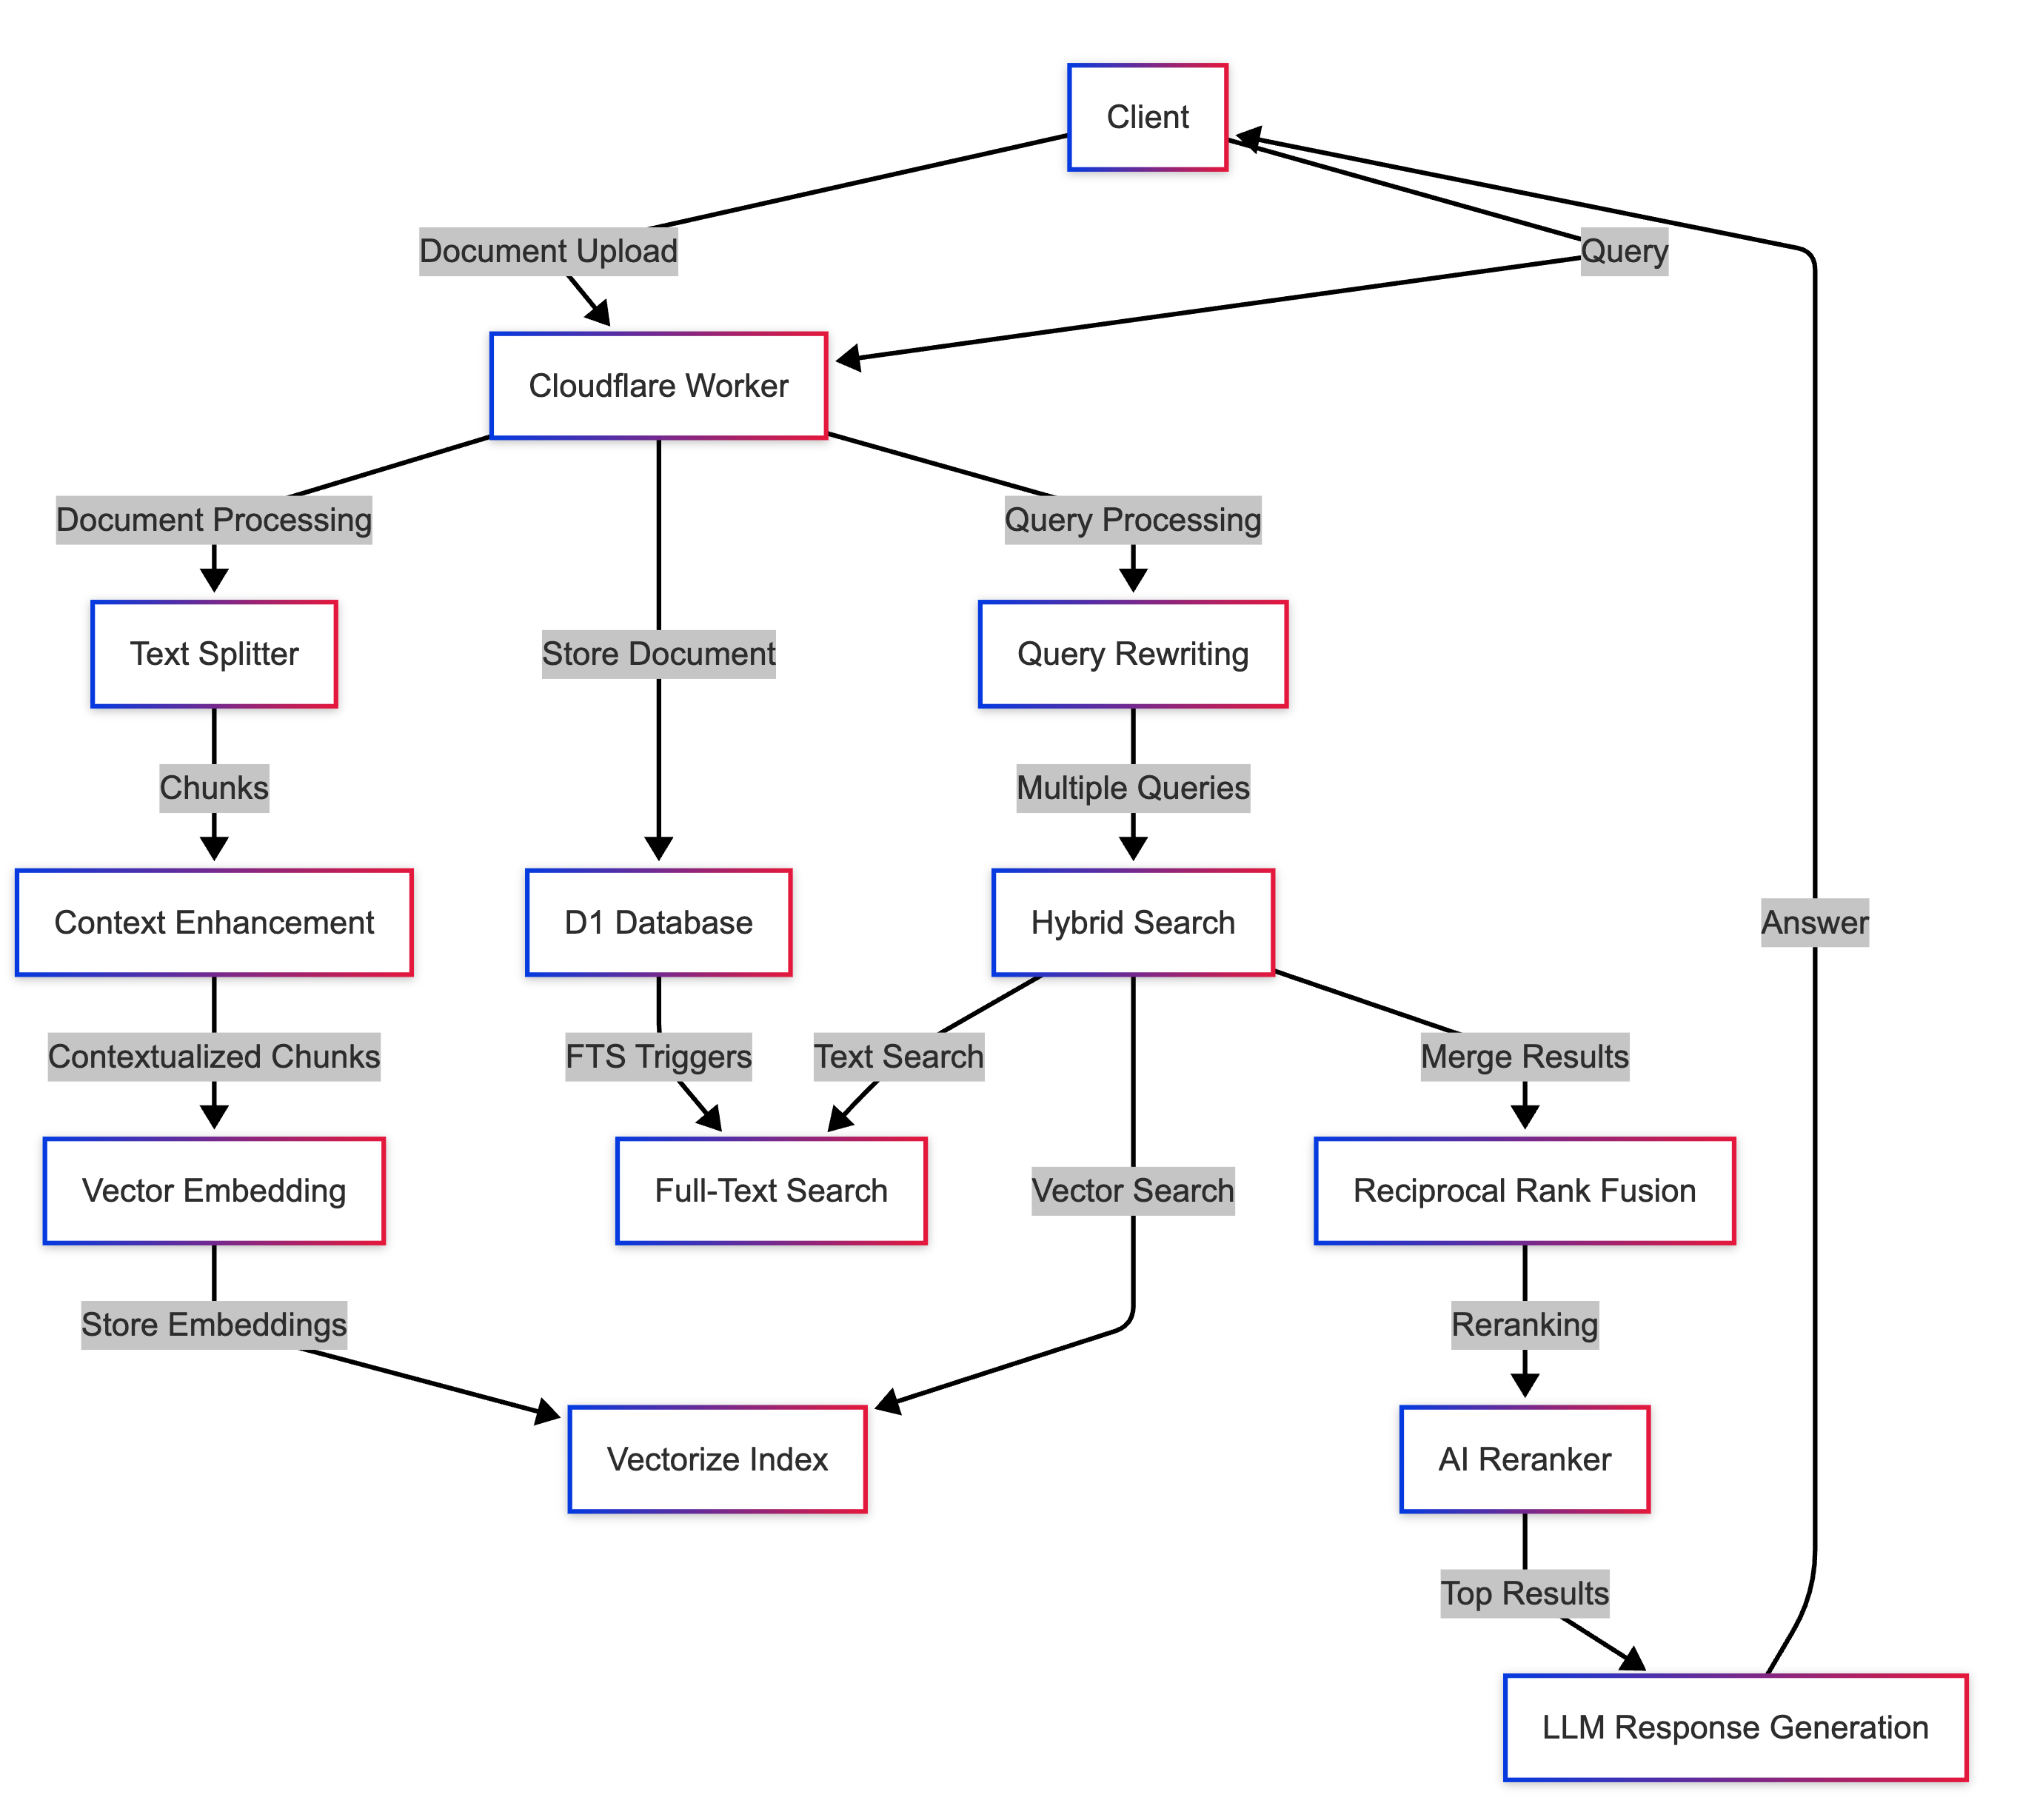 Client
Document Upload
Query
Cloudflare Worker
Document Processing
Query Processing
Text Splitter
Store Document
Query Rewriting
Chunks
Multiple Queries
Context Enhancement
D1 Database
Hybrid Search
Answer
Contextualized Chunks
FTS Triggers
Text Search
Merge Results
Vector Embedding
Full-Text Search
Vector Search
Reciprocal Rank Fusion
Store Embeddings
Reranking
Vectorize Index
AI Reranker
Top Results
LLM Response Generation